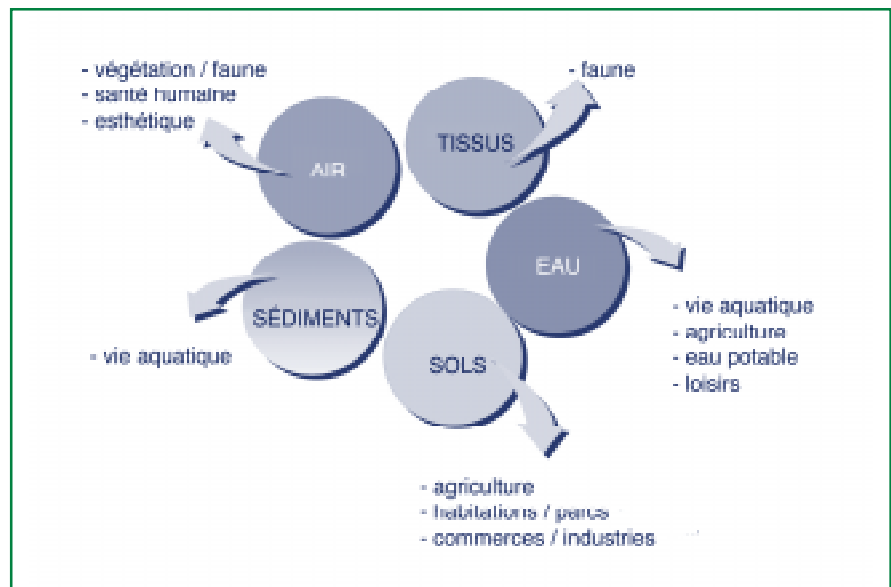 - végétation / faune
- santé humaine
- esthétique
AIR
TISSUS
- faune
EAU
- vie aquatique
- agriculture
- eau potable
- loisirs
SÉDIMENTS
- vie aquatique
SOLS
- agriculture
- habitations / parcs
- commerces / industries